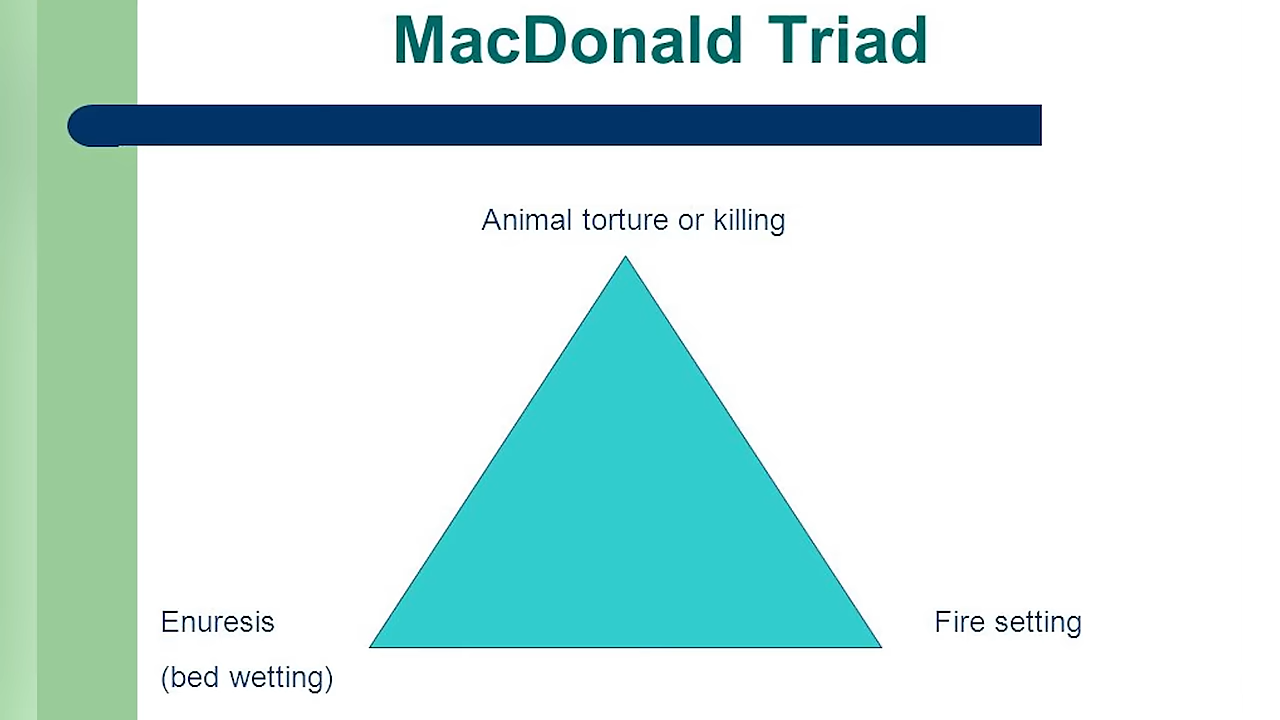 MacDonald Triad
Animal torture or killing
Enuresis
(bed wetting)
Fire setting